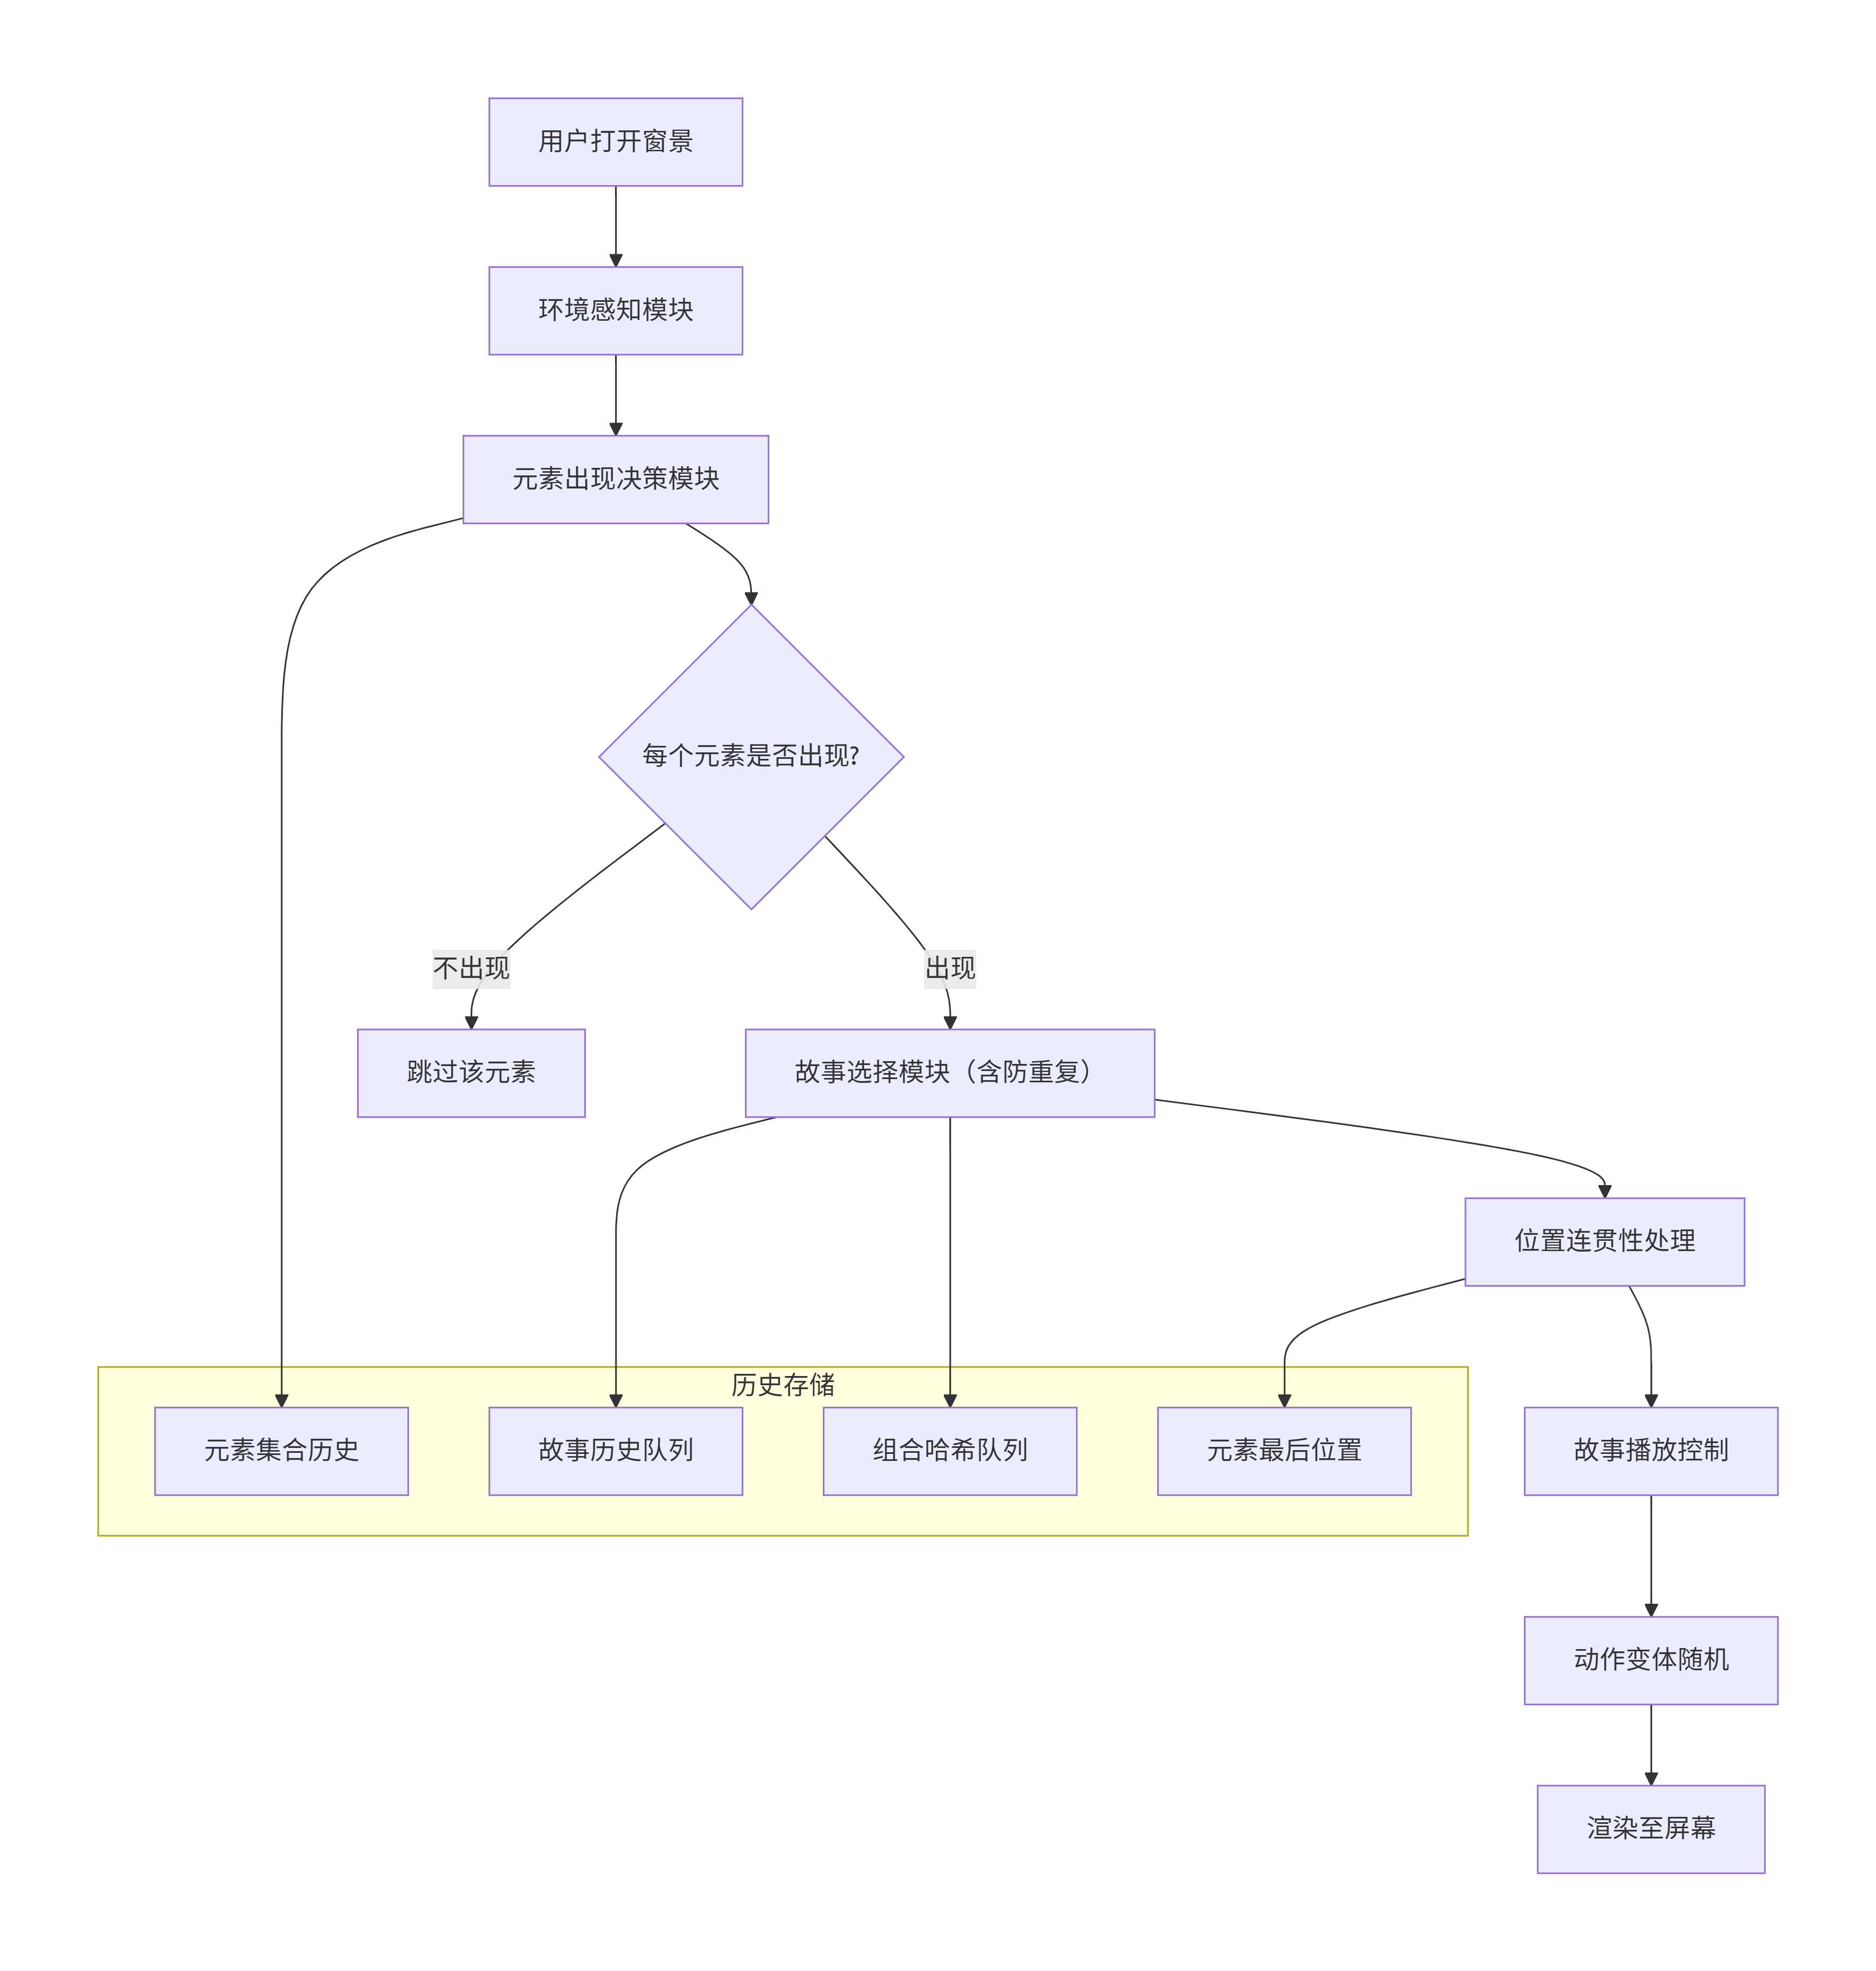 用户打开窗景
环境感知模块
元素出现决策模块
每个元素是否出现?
不出现
出现
跳过该元素
故事选择模块（含防重复）
位置连贯性处理
历史存储
元素集合历史
故事历史队列
组合哈希队列
元素最后位置
故事播放控制
动作变体随机
渲染至屏幕